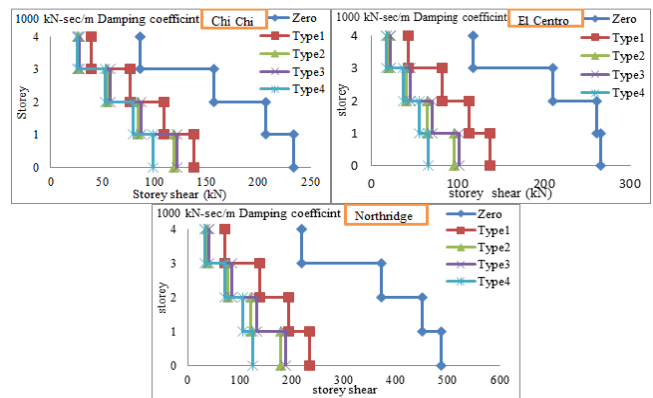 1000 kN-sec/m Damping coefficint Chi Chi
Zero
Type1
Type2
Type3
Type4
Storey
4
3
2
1
0
0 50 100 150 200 250
Storey shear (kN)
1000 kN-sec/m Damping coefficint El Centro
Zero
Type1
Type2
Type3
Type4
storey
4
3
2
1
0
0 100 200 300
storey shear (kN)
1000 kN-sec/m Damping coefficint Northridge
Zero
Type1
Type2
Type3
Type4
storey
4
3
2
1
0
0 100 200 300 400 500 600
storey shear